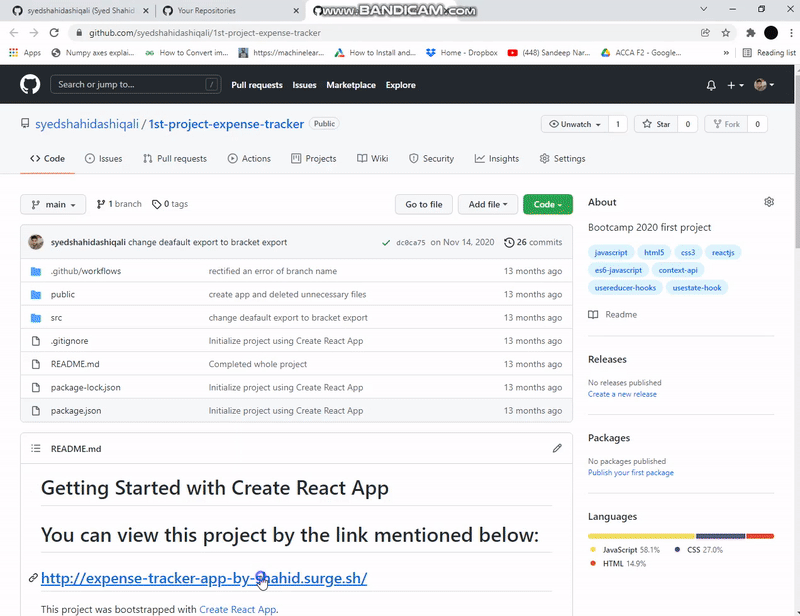 syedshahidashiqali (Syed Shahid
Your Repositories
www.BANDICAM.com
github.com/syedshahidashiqali/1st-project-expense-tracker
Apps
Numpy axes explai...
How to Convert im...
https://machinelear...
How to Install and...
Home - Dropbox
(448) Sandeep Nar...
ACCA F2 - Google...
»
Reading list
Search or jump to...
/
Pull requests
Issues
Marketplace
Explore
syedshahidashiqali / 1st-project-expense-tracker
Public
Unwatch
1
Star
0
Fork
0
Code
Issues
Pull requests
Actions
Projects
Wiki
Security
Insights
Settings
main
1 branch
0 tags
Go to file
Add file
Code
syedshahidashiqali change deafault export to bracket export
dc0ca75 on Nov 14, 2020
26 commits
.github/workflows
rectified an error of branch name
13 months ago
public
create app and deleted unnecessary files
13 months ago
src
change deafault export to bracket export
13 months ago
.gitignore
Initialize project using Create React App
13 months ago
README.md
Completed whole project
13 months ago
package-lock.json
Initialize project using Create React App
13 months ago
package.json
Initialize project using Create React App
13 months ago
README.md
Getting Started with Create React App
You can view this project by the link mentioned below:
http://expense-tracker-app-by-shahid.surge.sh/
This project was bootstrapped with Create React App.
About
Bootcamp 2020 first project
javascript
html5
css3
reactjs
es6-javascript
context-api
usereducer-hooks
usestate-hook
Readme
Releases
No releases published
Create a new release
Packages
No packages published
Publish your first package
Languages
JavaScript 58.1%
CSS 27.0%
HTML 14.9%